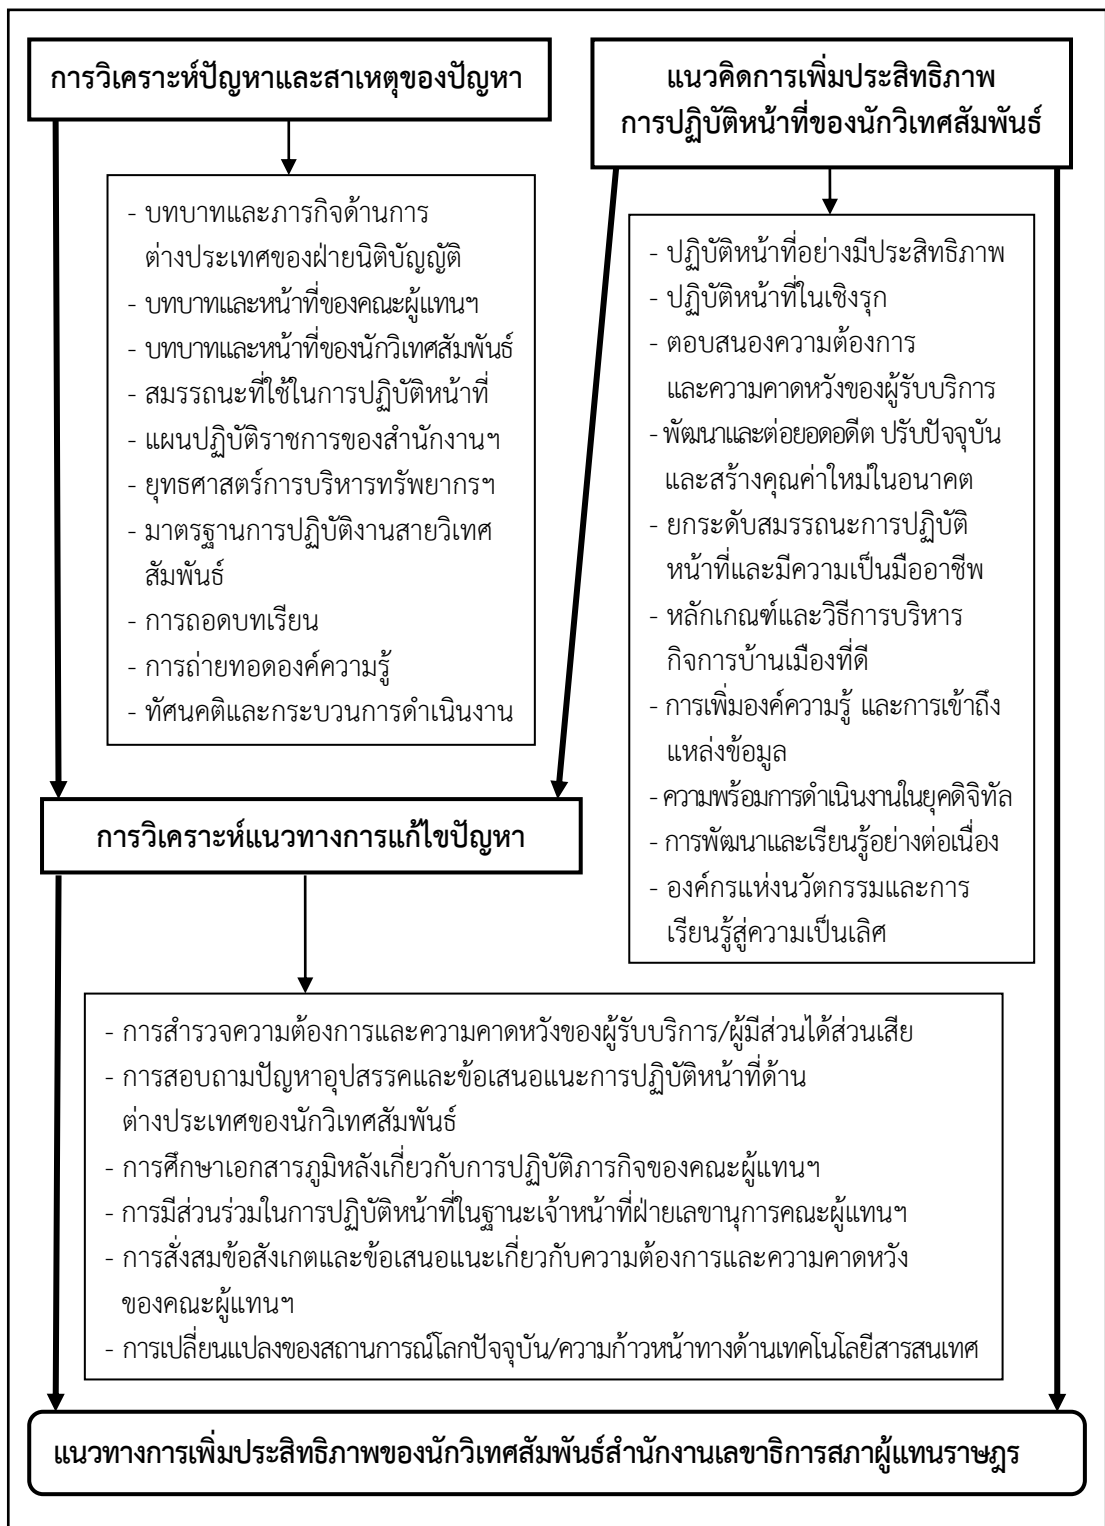 การวิเคราะห์ปัญหาและสาเหตุของปัญหา
แนวคิดการเพิ่มประสิทธิภาพ
การปฏิบัติหน้าที่ของนักวิเทศสัมพันธ์
- บทบาทและภารกิจด้านการ
ต่างประเทศของฝ่ายนิติบัญญัติ
- บทบาทและหน้าที่ของคณะผู้แทนฯ
- บทบาทและหน้าที่ของนักวิเทศสัมพันธ์
- สมรรถนะที่ใช้ในการปฏิบัติหน้าที่
- แผนปฏิบัติราชการของสำนักงานฯ
- ยุทธศาสตร์การบริหารทรัพยากรฯ
- มาตรฐานการปฏิบัติงานสายวิเทศ
สัมพันธ์
- การถอดบทเรียน
- การถ่ายทอดองค์ความรู้
- ทัศนคติและกระบวนการดำเนินงาน
- ปฏิบัติหน้าที่อย่างมีประสิทธิภาพ
- ปฏิบัติหน้าที่ในเชิงรุก
- ตอบสนองความต้องการ
และความคาดหวังของผู้รับบริการ
- พัฒนาและต่อยอดอดีต ปรับปัจจุบัน
และสร้างคุณค่าใหม่ในอนาคต
- ยกระดับสมรรถนะการปฏิบัติ
หน้าที่และมีความเป็นมืออาชีพ
- หลักเกณฑ์และวิธีการบริหาร
กิจการบ้านเมืองที่ดี
- การเพิ่มองค์ความรู้ และการเข้าถึง
แหล่งข้อมูล
- ความพร้อมการดำเนินงานในยุคดิจิทัล
- การพัฒนาและเรียนรู้อย่างต่อเนื่อง
- องค์กรแห่งนวัตกรรมและการ
เรียนรู้สู่ความเป็นเลิศ
การวิเคราะห์แนวทางการแก้ไขปัญหา
- การสำรวจความต้องการและความคาดหวังของผู้รับบริการ/ผู้มีส่วนได้ส่วนเสีย
- การสอบถามปัญหาอุปสรรคและข้อเสนอแนะการปฏิบัติหน้าที่ด้าน
ต่างประเทศของนักวิเทศสัมพันธ์
- การศึกษาเอกสารภูมิหลังเกี่ยวกับการปฏิบัติภารกิจของคณะผู้แทนฯ
- การมีส่วนร่วมในการปฏิบัติหน้าที่ในฐานะเจ้าหน้าที่ฝ่ายเลขานุการคณะผู้แทนฯ
- การสั่งสมข้อสังเกตและข้อเสนอแนะเกี่ยวกับความต้องการและความคาดหวัง
ของคณะผู้แทนฯ
- การเปลี่ยนแปลงของสถานการณ์โลกปัจจุบัน/ความก้าวหน้าทางด้านเทคโนโลยีสารสนเทศ
แนวทางการเพิ่มประสิทธิภาพของนักวิเทศสัมพันธ์สำนักงานเลขาธิการสภาผู้แทนราษฎร